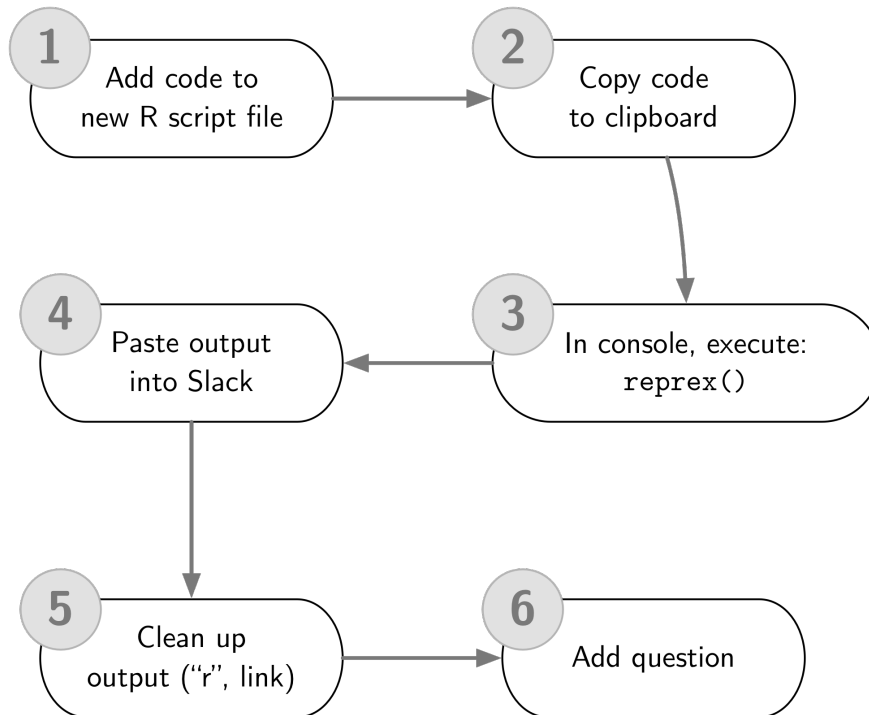 1
Add code to
new R script file
2
Copy code
to clipboard
3
In console, execute:
reprex()
4
Paste output
into Slack
5
Clean up
output (“r”, link)
6
Add question